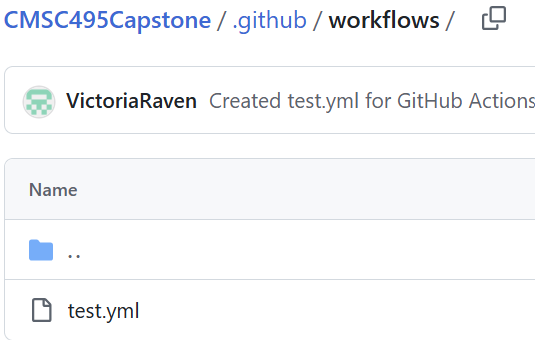 CMSC495Capstone / .github / workflows /
VictoriaRaven Created test.yml for GitHub Actions
Name
..
test.yml